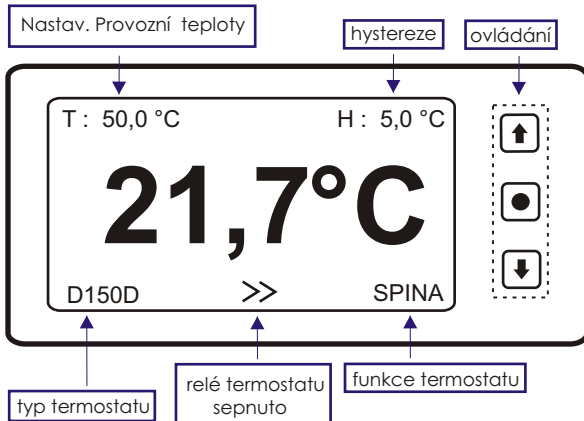 Nastav. Provozní teploty
hystereze
ovládání
T : 50,0 °C
H : 5,0 °C
21,7°C
D150D
>>
SPINA
typ termostatu
relé termostatu
sepnuto
funkce termostatu